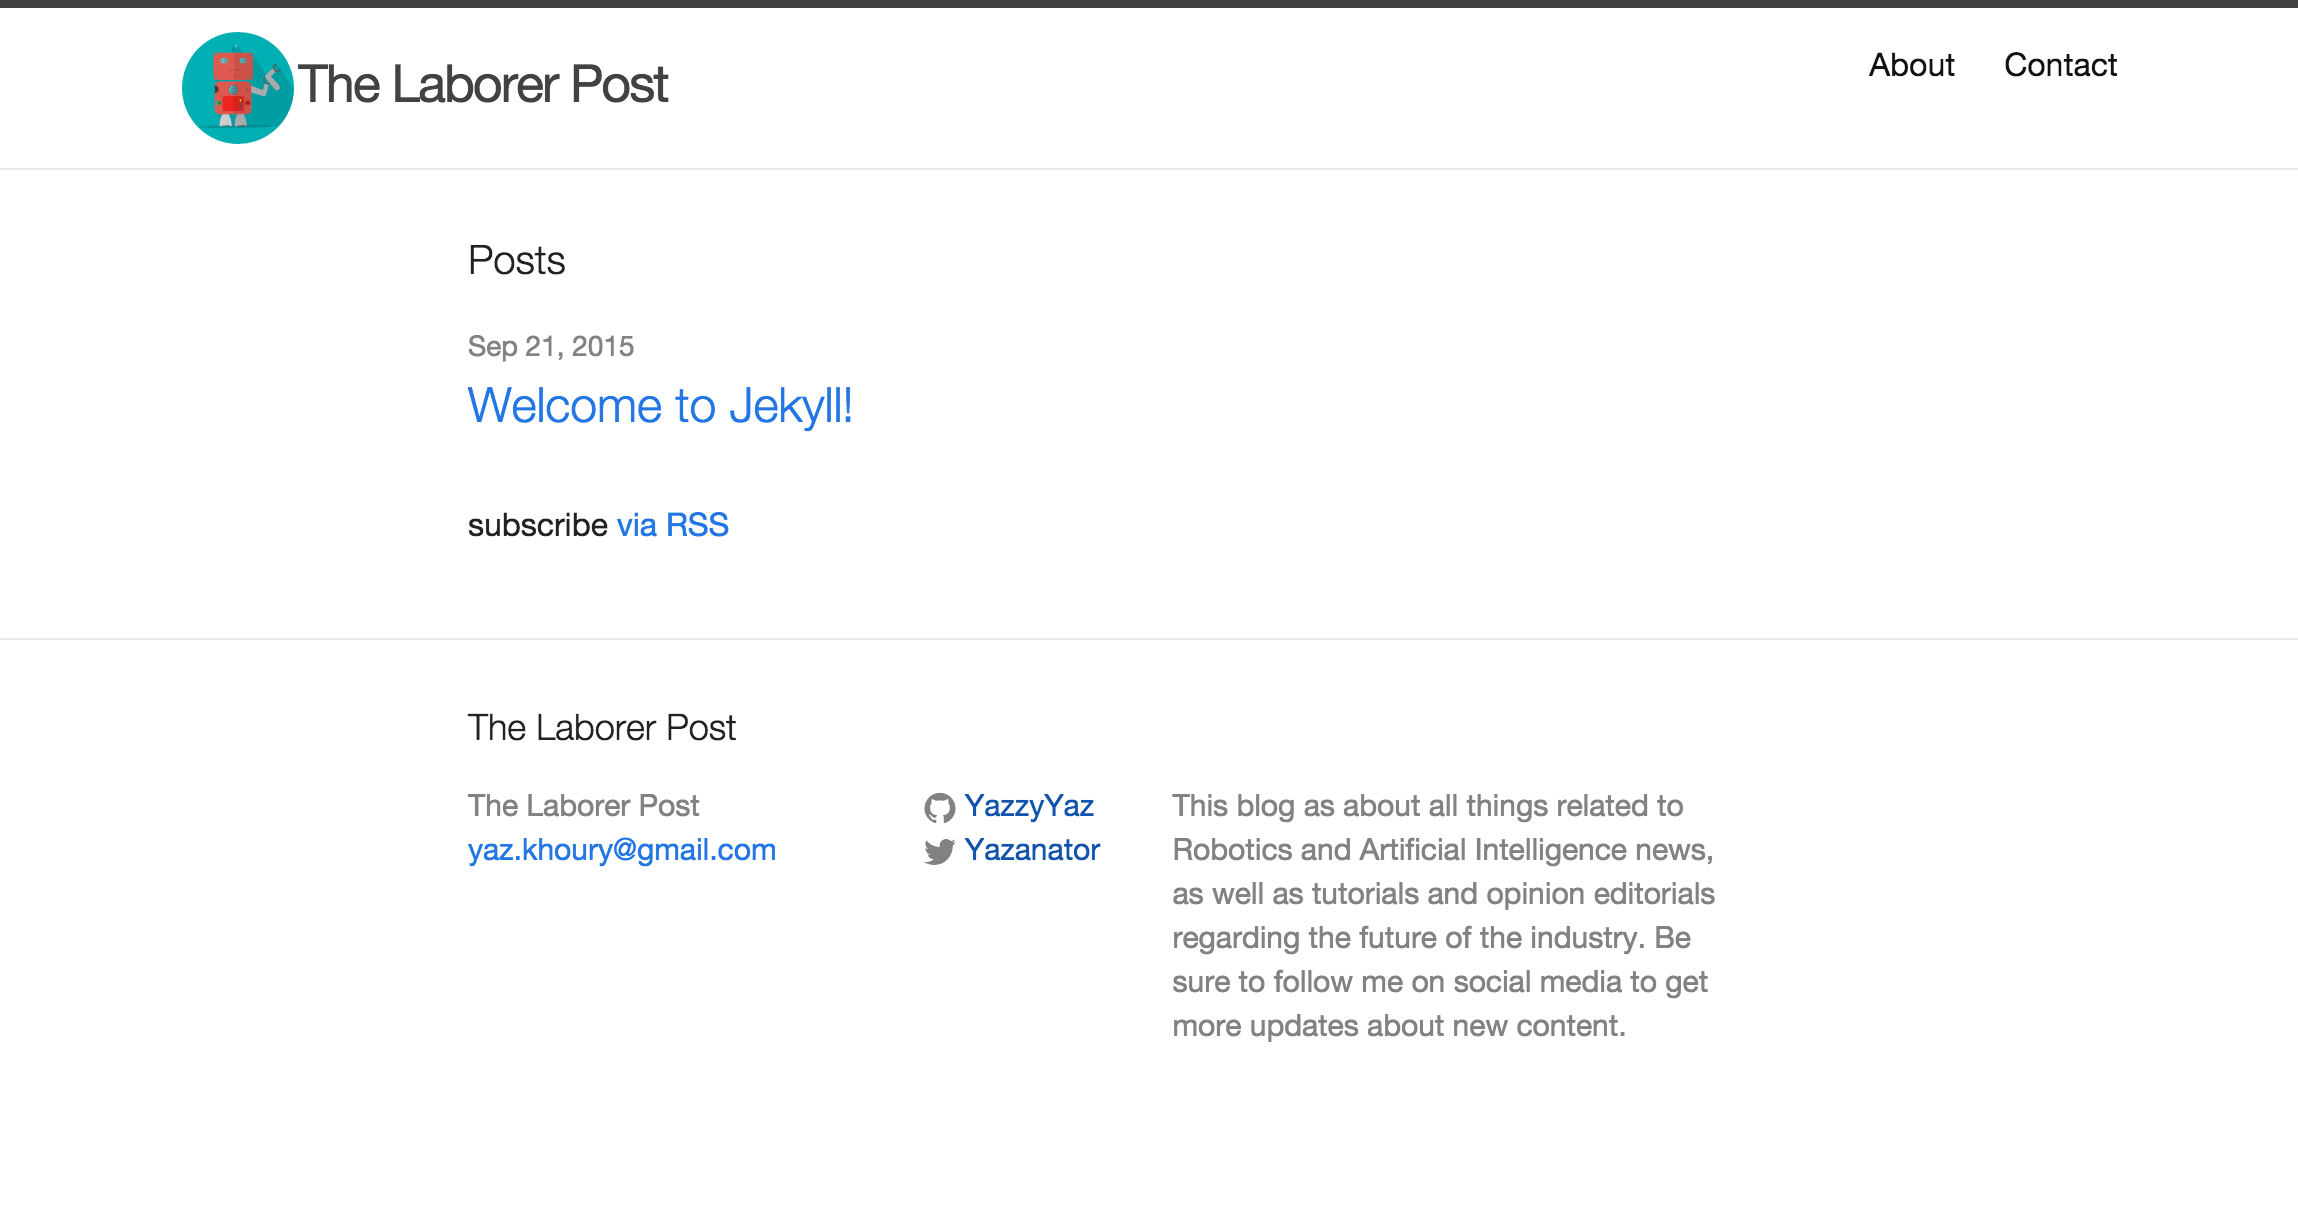 The Laborer Post
About
Contact
Posts
Sep 21, 2015
Welcome to Jekyll!
subscribe via RSS
The Laborer Post
The Laborer Post
yaz.khoury@gmail.com
YazzyYaz
Yazanator
This blog as about all things related to
Robotics and Artificial Intelligence news,
as well as tutorials and opinion editorials
regarding the future of the industry. Be
sure to follow me on social media to get
more updates about new content.